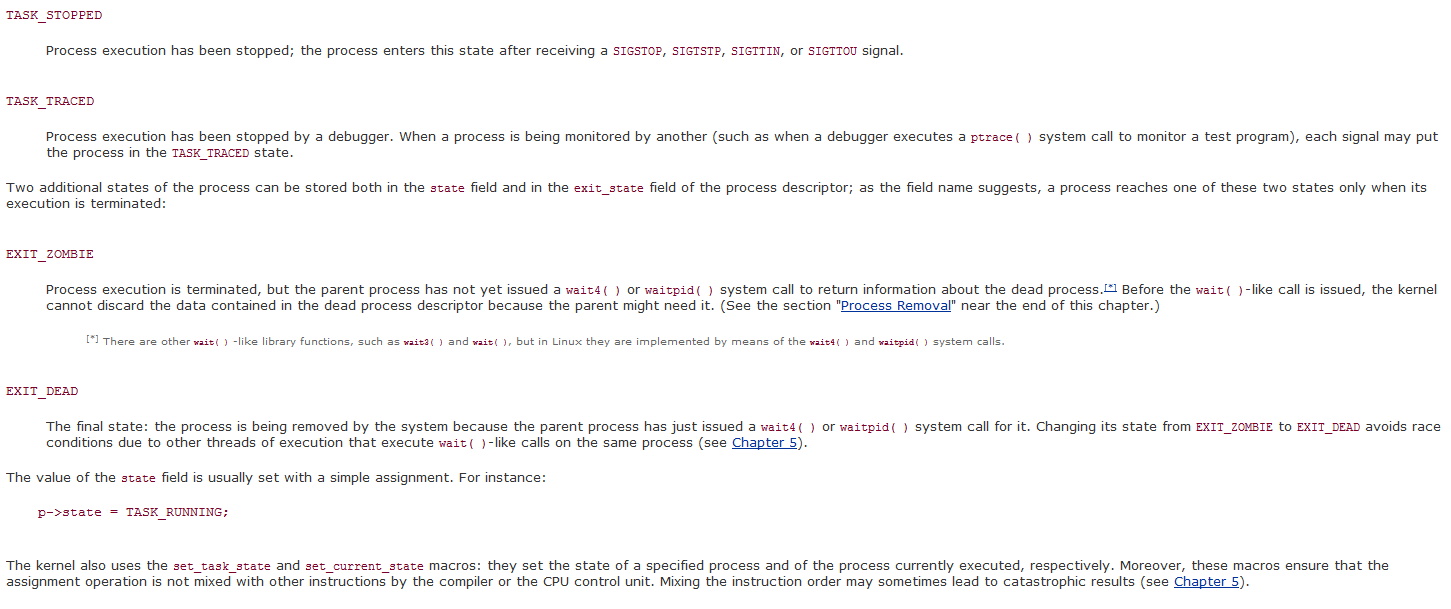 TASK_STOPPED
Process execution has been stopped; the process enters this state after receiving a SIGSTOP, SIGTSTP, SIGTTIN, or SIGTTOU signal.
TASK_TRACED
Process execution has been stopped by a debugger. When a process is being monitored by another (such as when a debugger executes a ptrace( ) system call to monitor a test program), each signal may put
the process in the TASK_TRACED state.
Two additional states of the process can be stored both in the state field and in the exit_state field of the process descriptor; as the field name suggests, a process reaches one of these two states only when its
execution is terminated:
EXIT_ZOMBIE
Process execution is terminated, but the parent process has not yet issued a wait4( ) or waitpid( ) system call to return information about the dead process.[*] Before the wait( )-like call is issued, the kernel
cannot discard the data contained in the dead process descriptor because the parent might need it. (See the section "Process Removal" near the end of this chapter.)
[*] There are other wait( ) -like library functions, such as wait3( ) and wait( ), but in Linux they are implemented by means of the wait4( ) and waitpid( ) system calls.
EXIT_DEAD
The final state: the process is being removed by the system because the parent process has just issued a wait4( ) or waitpid( ) system call for it. Changing its state from EXIT_ZOMBIE to EXIT_DEAD avoids race
conditions due to other threads of execution that execute wait( )-like calls on the same process (see Chapter 5).
The value of the state field is usually set with a simple assignment. For instance:
p->state = TASK_RUNNING;
The kernel also uses the set_task_state and set_current_state macros: they set the state of a specified process and of the process currently executed, respectively. Moreover, these macros ensure that the
assignment operation is not mixed with other instructions by the compiler or the CPU control unit. Mixing the instruction order may sometimes lead to catastrophic results (see Chapter 5).